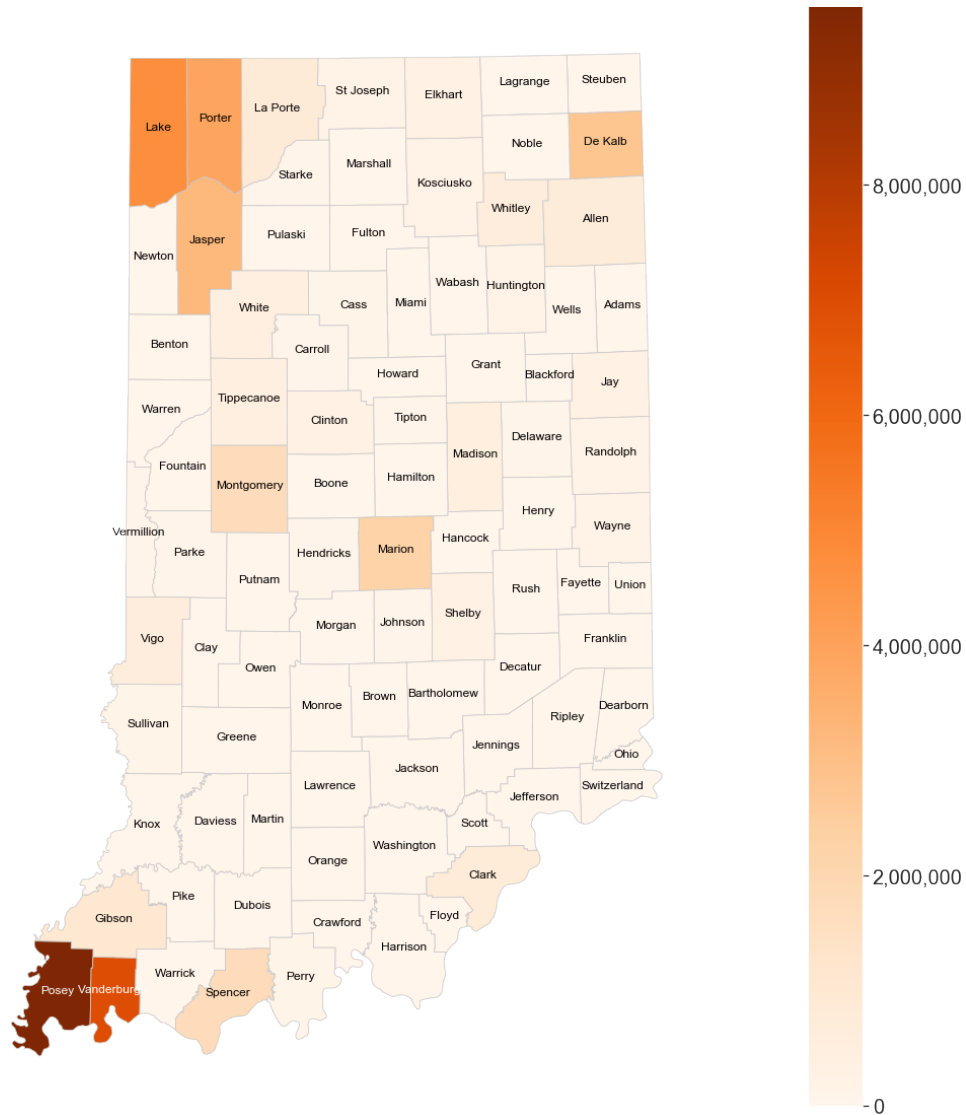 Steuben
Lagrange
St Joseph
Elkhart
La Porte
Porter
Lake
De Kalb
Noble
Marshall
Starke
Kosciusko
Whitley
Allen
8,000,000
Fulton
Pulaski
Jasper
Newton
Wabash
Huntington
Miami
Cass
Adams
Wells
White
Benton
Carroll
Grant
Howard
Blackford
Jay
Tippecanoe
Warren
Tipton
6,000,000
Clinton
Delaware
Madison
Randolph
Fountain
Hamilton
Boone
Montgomery
Henry
Wayne
Vermillion
Hancock
Marion
Hendricks
Parke
Putnam
Fayette
Union
Rush
Shelby
Johnson
Morgan
Vigo
Franklin
4,000,000
Clay
Owen
Decatur
Bartholomew
Brown
Monroe
Dearborn
Ripley
Sullivan
Greene
Jennings
Ohio
Jackson
Lawrence
Switzerland
Jefferson
Martin
Daviess
Knox
Scott
Washington
Orange
Clark
2,000,000
Pike
Dubois
Floyd
Gibson
Crawford
Harrison
Warrick
Perry
Posey
Vanderburg
Spencer
0